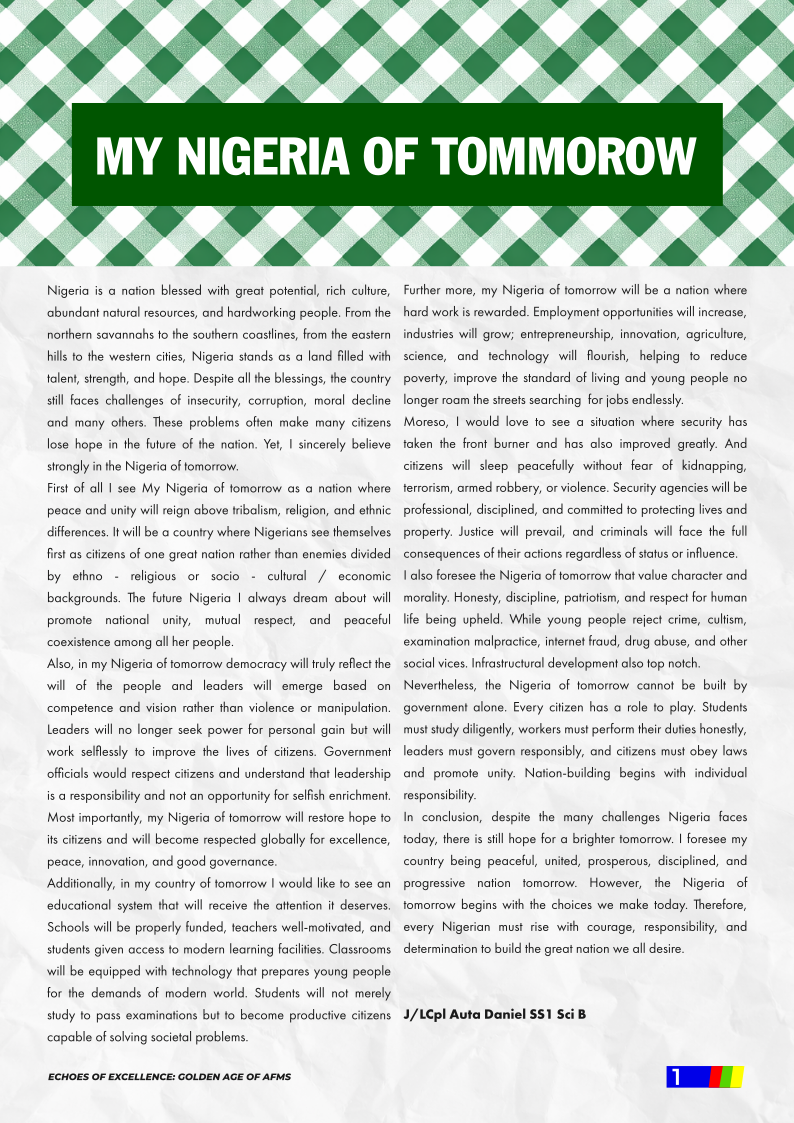 MY NIGERIA OF TOMMOROW
Nigeria is a nation blessed with great potential, rich culture,
abundant natural resources, and hardworking people. From the
northern savannahs to the southern coastlines, from the eastern
hills to the western cities, Nigeria stands as a land filled with
talent, strength, and hope. Despite all the blessings, the country
still faces challenges of insecurity, corruption, moral decline
and many others. These problems often make many citizens
lose hope in the future of the nation. Yet, I sincerely believe
strongly in the Nigeria of tomorrow.
First of all I see My Nigeria of tomorrow as a nation where
peace and unity will reign above tribalism, religion, and ethnic
differences. It will be a country where Nigerians see themselves
first as citizens of one great nation rather than enemies divided
by ethno - religious or socio - cultural / economic
backgrounds. The future Nigeria I always dream about will
promote national unity, mutual respect, and peaceful
coexistence among all her people.
Also, in my Nigeria of tomorrow democracy will truly reflect the
will of the people and leaders will emerge based on
competence and vision rather than violence or manipulation.
Leaders will no longer seek power for personal gain but will
work selflessly to improve the lives of citizens. Government
officials would respect citizens and understand that leadership
is a responsibility and not an opportunity for selfish enrichment.
Most importantly, my Nigeria of tomorrow will restore hope to
its citizens and will become respected globally for excellence,
peace, innovation, and good governance.
Additionally, in my country of tomorrow I would like to see an
educational system that will receive the attention it deserves.
Schools will be properly funded, teachers well-motivated, and
students given access to modern learning facilities. Classrooms
will be equipped with technology that prepares young people
for the demands of modern world. Students will not merely
study to pass examinations but to become productive citizens
capable of solving societal problems.
Further more, my Nigeria of tomorrow will be a nation where
hard work is rewarded. Employment opportunities will increase,
industries will grow; entrepreneurship, innovation, agriculture,
science, and technology will flourish, helping to reduce
poverty, improve the standard of living and young people no
longer roam the streets searching for jobs endlessly.
Moreso, I would love to see a situation where security has
taken the front burner and has also improved greatly. And
citizens will sleep peacefully without fear of kidnapping,
terrorism, armed robbery, or violence. Security agencies will be
professional, disciplined, and committed to protecting lives and
property. Justice will prevail, and criminals will face the full
consequences of their actions regardless of status or influence.
I also foresee the Nigeria of tomorrow that value character and
morality. Honesty, discipline, patriotism, and respect for human
life being upheld. While young people reject crime, cultism,
examination malpractice, internet fraud, drug abuse, and other
social vices. Infrastructural development also top notch.
Nevertheless, the Nigeria of tomorrow cannot be built by
government alone. Every citizen has a role to play. Students
must study diligently, workers must perform their duties honestly,
leaders must govern responsibly, and citizens must obey laws
and promote unity. Nation-building begins with individual
responsibility.
In conclusion, despite the many challenges Nigeria faces
today, there is still hope for a brighter tomorrow. I foresee my
country being peaceful, united, prosperous, disciplined, and
progressive nation tomorrow. However, the Nigeria of
tomorrow begins with the choices we make today. Therefore,
every Nigerian must rise with courage, responsibility, and
determination to build the great nation we all desire.
J/LCpl Auta Daniel SS1 Sci B
ECHOES OF EXCELLENCE: GOLDEN AGE OF AFMS
1